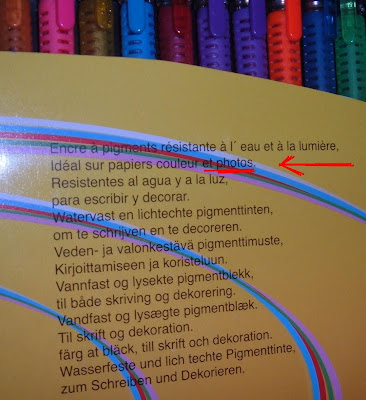 Encre à pigments résistante à l' eau et à la lumière,
Idéal sur papiers couleur et photos,
Resistentes al agua y a la luz,
para escribir y decorar.
Watervast en lichtechte pigmenttinten,
om te schrijven en te decoreren.
Veden- ja valonkestävä pigmenttimuste,
Kirjoittamiseen ja koristeluun.
Vannfast og lysekte pigmentblekk,
til både skriving og dekorering.
Vandfast og lysægte pigmentblæk.
Til skrift og dekoration.
färg at bläck, till skrift och dekoration.
Wasserfeste und lich techte Pigmenttinte,
zum Schreiben und Dekorieren.